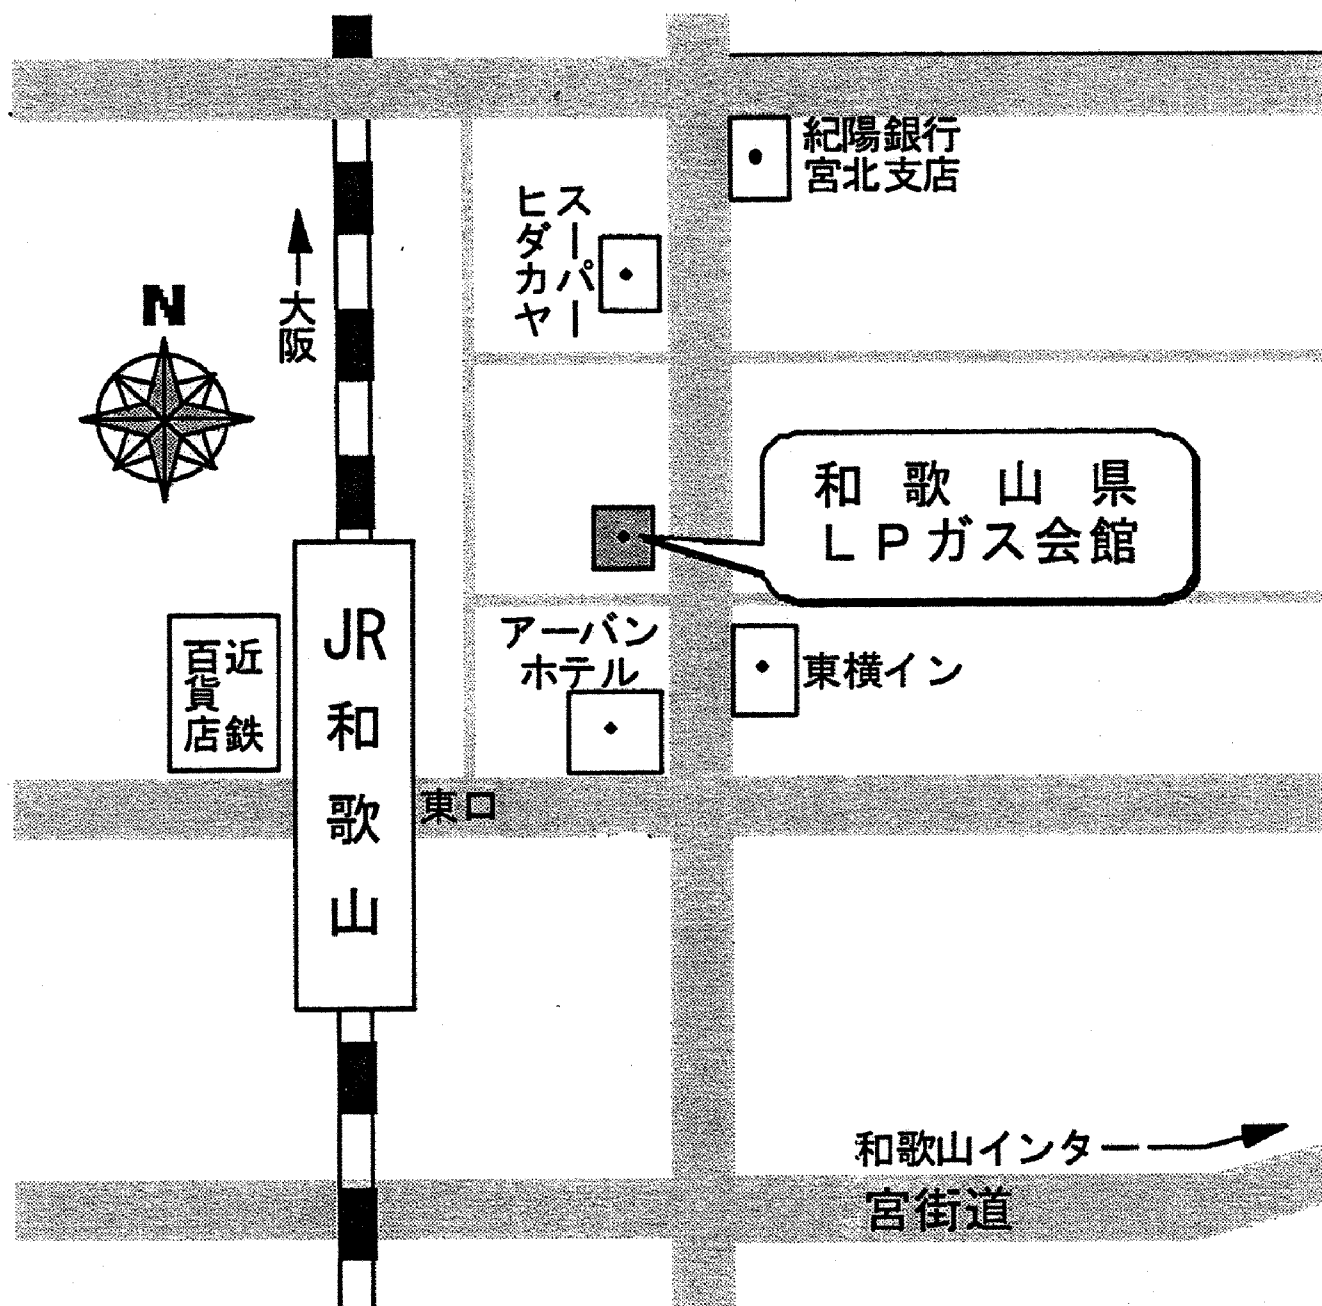 紀陽銀行
宮北支店
スーパー
ヒダカヤ
N
大阪
和歌山県
LPガス会館
JR和歌山
近鉄
百貨店
アーバン
ホテル
東横イン
東口
和歌山インター
宮街道